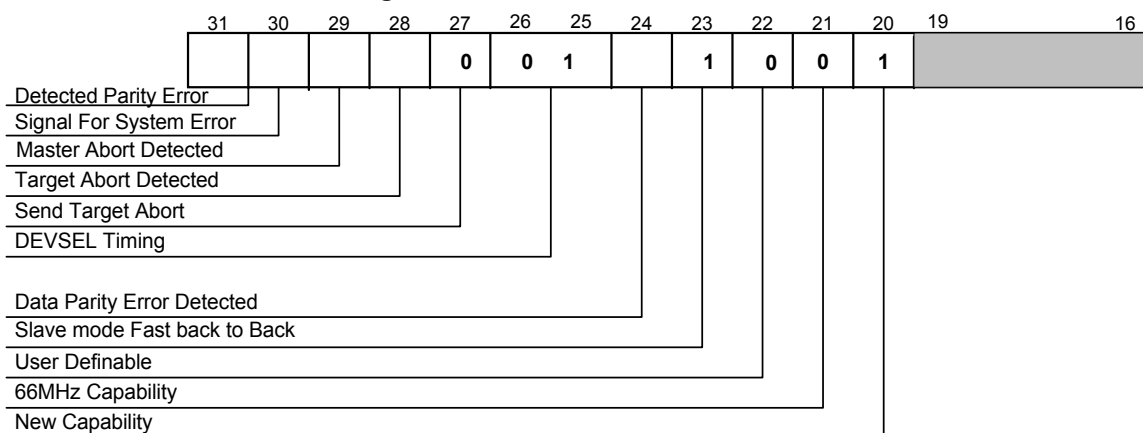 31 30 29 28 27 26 25 24 23 22 21 20 19 16
0 0 1 1 0 0 1
Detected Parity Error
Signal For System Error
Master Abort Detected
Target Abort Detected
Send Target Abort
DEVSEL Timing
Data Parity Error Detected
Slave mode Fast back to Back
User Definable
66MHz Capability
New Capability